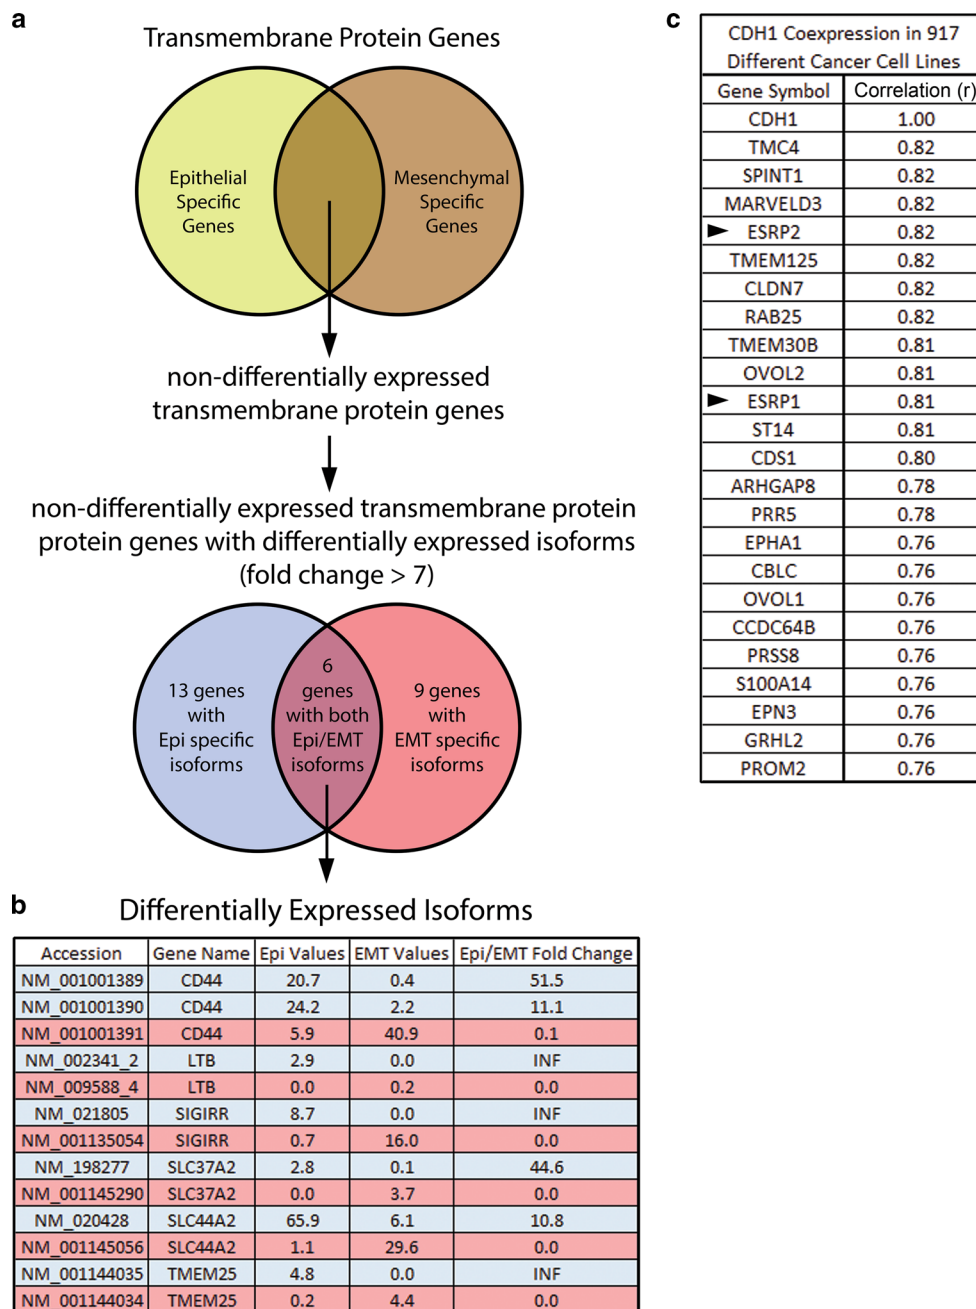 a
Transmembrane Protein Genes
Epithelial
Specific
Genes
Mesenchymal
Specific
Genes
non-differentially expressed
transmembrane protein genes
non-differentially expressed transmembrane protein
protein genes with differentially expressed isoforms
(fold change > 7)
13 genes
with
Epi specific
isoforms
6
genes
with both
Epi/EMT
isoforms
9 genes
with
EMT specific
isoforms
b
Differentially Expressed Isoforms
Accession Gene Name Epi Values EMT Values Epi/EMT Fold Change
NM_001001389 CD44 20.7 0.4 51.5
NM_001001390 CD44 24.2 2.2 11.1
NM_001001391 CD44 5.9 40.9 0.1
NM_002341_2 LTB 2.9 0.0 INF
NM_009588_4 LTB 0.0 0.2 0.0
NM_021805 SIGIRR 8.7 0.0 INF
NM_001135054 SIGIRR 0.7 16.0 0.0
NM_198277 SLC37A2 2.8 0.1 44.6
NM_001145290 SLC37A2 0.0 3.7 0.0
NM_020428 SLC44A2 65.9 6.1 10.8
NM_001145056 SLC44A2 1.1 29.6 0.0
NM_001144035 TMEM25 4.8 0.0 INF
NM_001144034 TMEM25 0.2 4.4 0.0
c
CDH1 Coexpression in 917
Different Cancer Cell Lines
Gene Symbol Correlation (r)
CDH1 1.00
TMC4 0.82
SPINT1 0.82
MARVELD3 0.82
ESRP2 0.82
TMEM125 0.82
CLDN7 0.82
RAB25 0.82
TMEM30B 0.81
OVOL2 0.81
ESRP1 0.81
ST14 0.81
CDS1 0.80
ARHGAP8 0.78
PRR5 0.78
EPHA1 0.76
CBLC 0.76
OVOL1 0.76
CCDC64B 0.76
PRSS8 0.76
S100A14 0.76
EPN3 0.76
GRHL2 0.76
PROM2 0.76